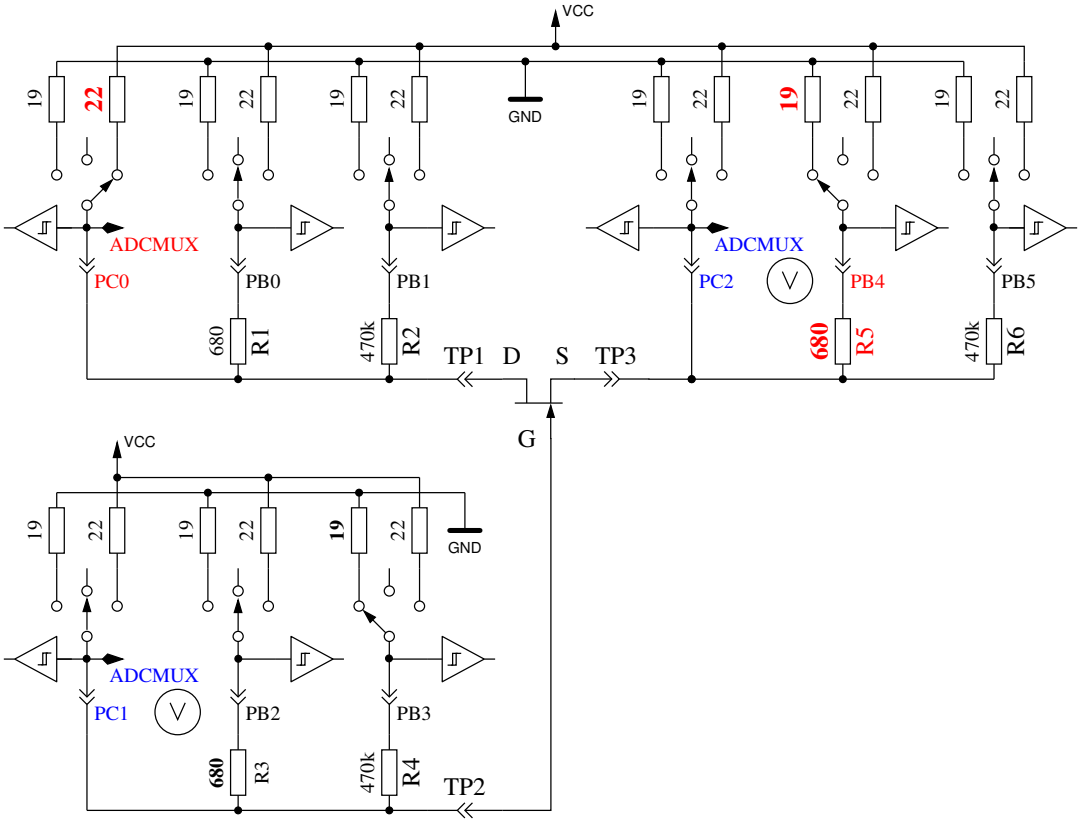 VCC
19
22
19
22
19
22
GND
19
22
19
22
19
22
ADCMUX
PC0
PB0
PB1
ADCMUX
PC2
V
PB4
PB5
680
R1
470k
R2
680
R5
470k
R6
TP1
D
S
TP3
G
VCC
19
22
19
22
19
22
GND
ADCMUX
PC1
V
PB2
PB3
680
R3
470k
R4
TP2